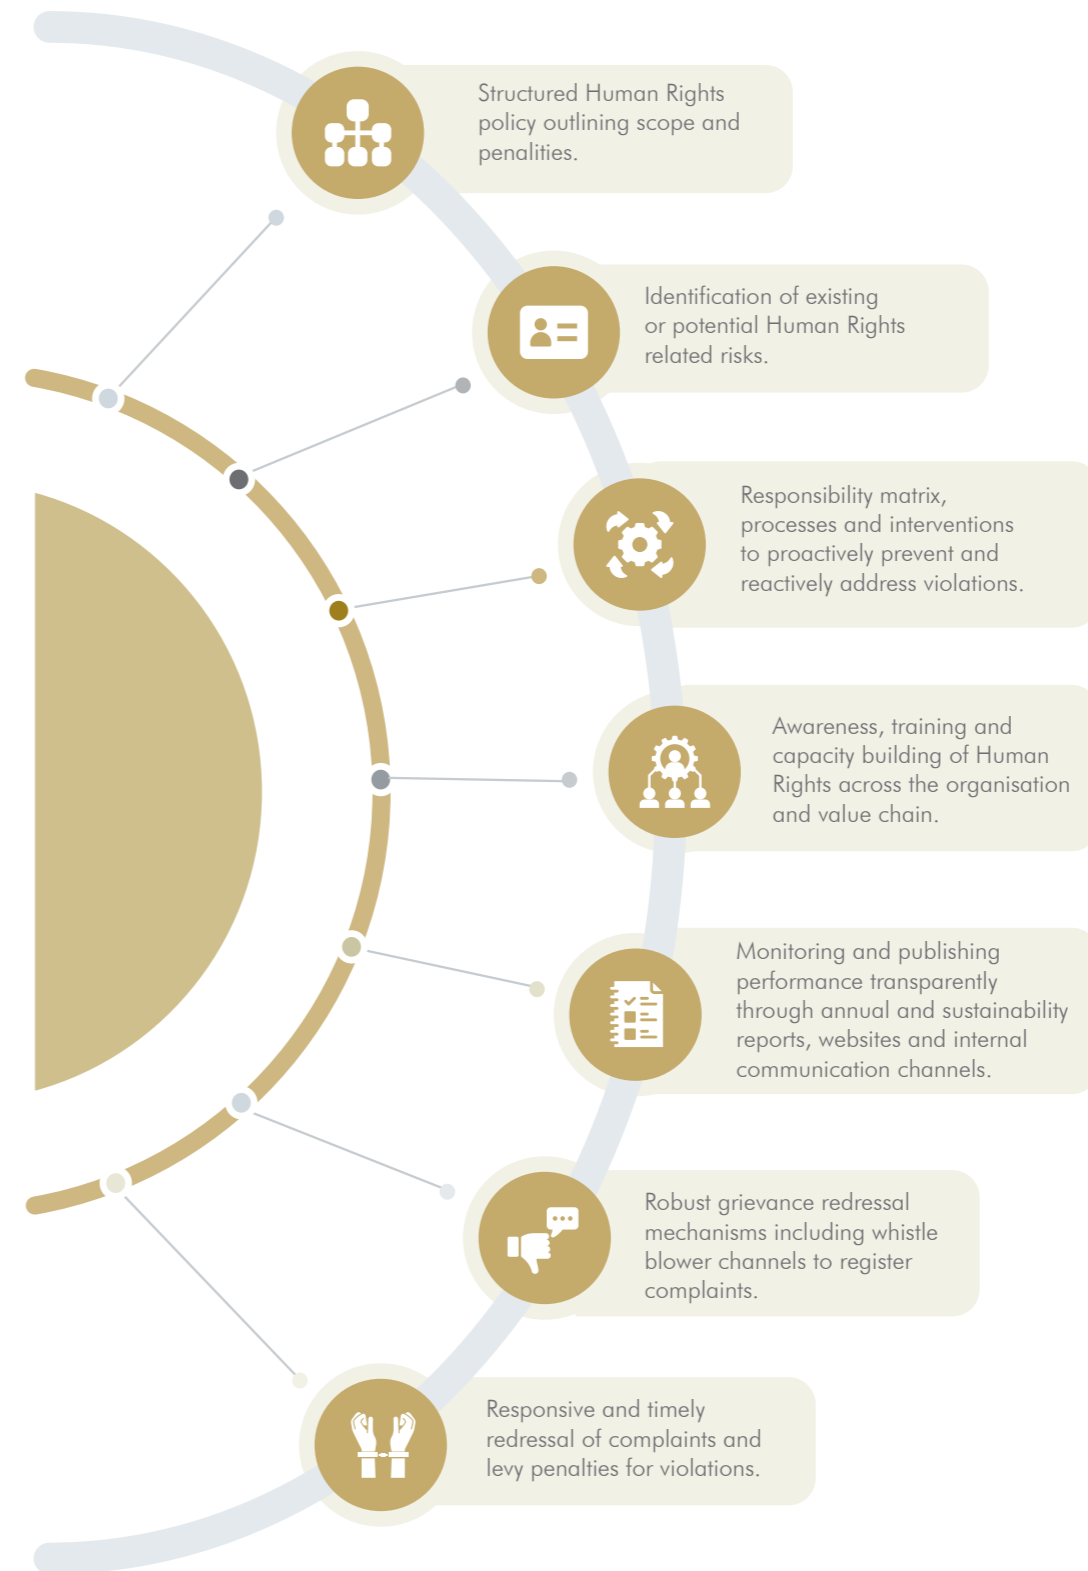 Structured Human Rights
policy outlining scope and
penalities.
Identification of existing
or potential Human Rights
related risks.
Responsibility matrix,
processes and interventions
to proactively prevent and
reactively address violations.
Awareness, training and
capacity building of Human
Rights across the organisation
and value chain.
Monitoring and publishing
performance transparently
through annual and sustainability
reports, websites and internal
communication channels.
Robust grievance redressal
mechanisms including whistle
blower channels to register
complaints.
Responsive and timely
redressal of complaints and
levy penalties for violations.